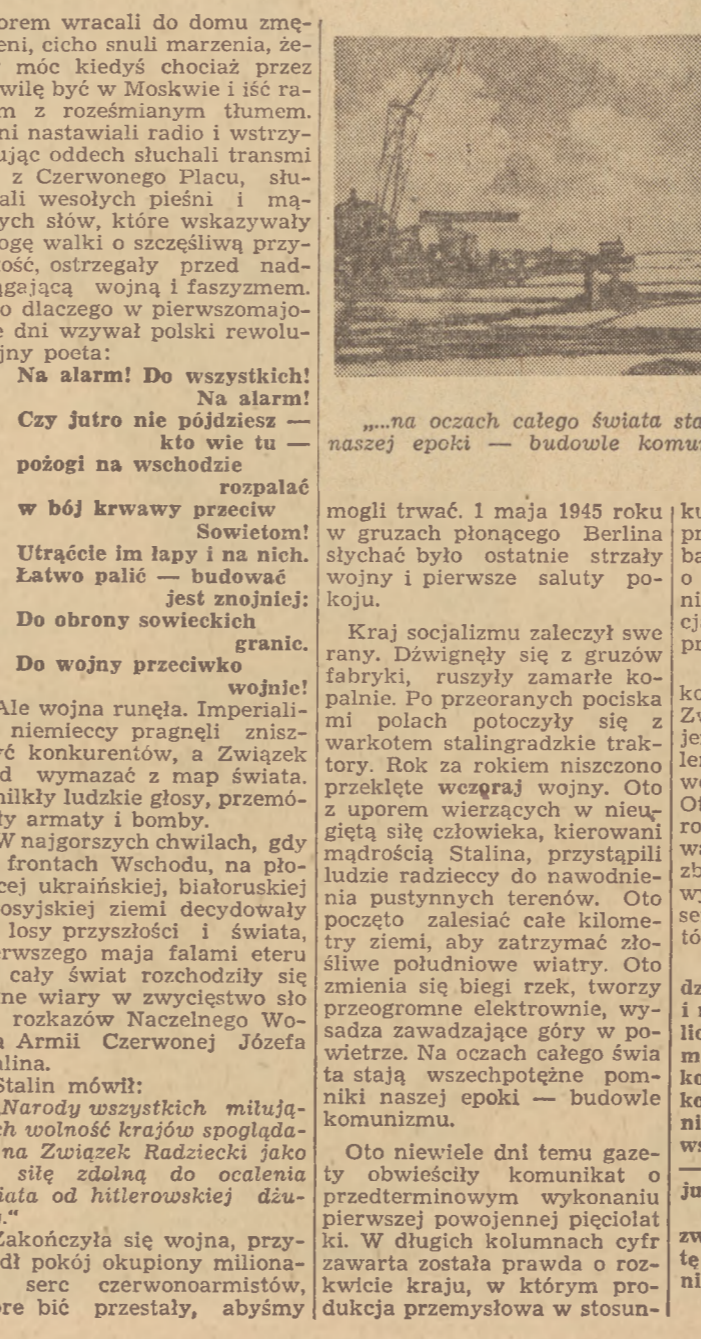 orem wracali do domu zmę-
eni, cicho snuli marzenia, że-
móc kiedyś chociaż przez
wilę być w Moskwie i iść ra-
m z roześmianym tłumem.
ni nastawiali radio i wstrzy-
ując oddech słuchali transmi
z Czerwonego Placu, słu-
ali wesołych pieśni i mą-
ych słów, które wskazywały
ogę walki o szczęśliwą przy-
łość, ostrzegały przed nad-
ągającą wojną i faszyzmem.
o dlaczego w pierwszomajo-
e dni wzywał polski rewolu-
jny poeta:
Na alarm! Do wszystkich!
Na alarm!
Czy jutro nie pójdziesz —
kto wie tu —
pożogi na wschodzie
rozpalać
w bój krwawy przeciw
Sowietom!
Utrąćcie im łapy i na nich.
Łatwo palić — budować
jest znojniej:
Do obrony sowieckich
granic.
Do wojny przeciwko
wojnie!
Ale wojna runęła. Imperiali-
niemieccy pragnęli znisz-
yć konkurentów, a Związek
d wymazać z map świata.
milkły ludzkie głosy, przemó-
ły armaty i bomby.
W najgorszych chwilach, gdy
frontach Wschodu, na pło-
cej ukraińskiej, białoruskiej
osyjskiej ziemi decydowały
losy przyszłości i świata,
erwszego maja falami eteru
cały świat rozchodziły się
ne wiary w zwycięstwo sło
rozkazów Naczelnego Wo-
a Armii Czerwonej Józefa
alina.
Stalin mówił:
Narody wszystkich miłują-
ch wolność krajów spogląda-
na Związek Radziecki jako
siłę zdolną do ocalenia
iata od hitlerowskiej dżu-
."
Zakończyła się wojna, przy-
dł pokój okupiony miliona-
serc czerwonoarmistów,
óre bić przestały, abyśmy
„...na oczach całego świata sta
naszej epoki — budowle komu
mogli trwać. 1 maja 1945 roku
w gruzach płonącego Berlina
słychać było ostatnie strzały
wojny i pierwsze saluty po-
koju.
Kraj socjalizmu zaleczył swe
rany. Dźwignęły się z gruzów
fabryki, ruszyły zamarłe ko-
palnie. Po przeoranych pociska
mi polach potoczyły się z
warkotem stalingradzkie trak-
tory. Rok za rokiem niszczono
przeklęte wczoraj wojny. Oto
z uporem wierzących w nieu-
giętą siłę człowieka, kierowani
mądrością Stalina, przystąpili
ludzie radzieccy do nawodnie-
nia pustynnych terenów. Oto
poczęto zalesiać całe kilome-
try ziemi, aby zatrzymać zło-
śliwe południowe wiatry. Oto
zmienia się biegi rzek, tworzy
przeogromne elektrownie, wy-
sadza zawadzające góry w po-
wietrze. Na oczach całego świa
ta stają wszechpotężne pom-
niki naszej epoki — budowle
komunizmu.
Oto niewiele dni temu gaze-
ty obwieściły komunikat o
przedterminowym wykonaniu
pierwszej powojennej pięciolat
ki. W długich kolumnach cyfr
zawarta została prawda o roz-
kwicie kraju, w którym pro-
dukcja przemysłowa w stosun-